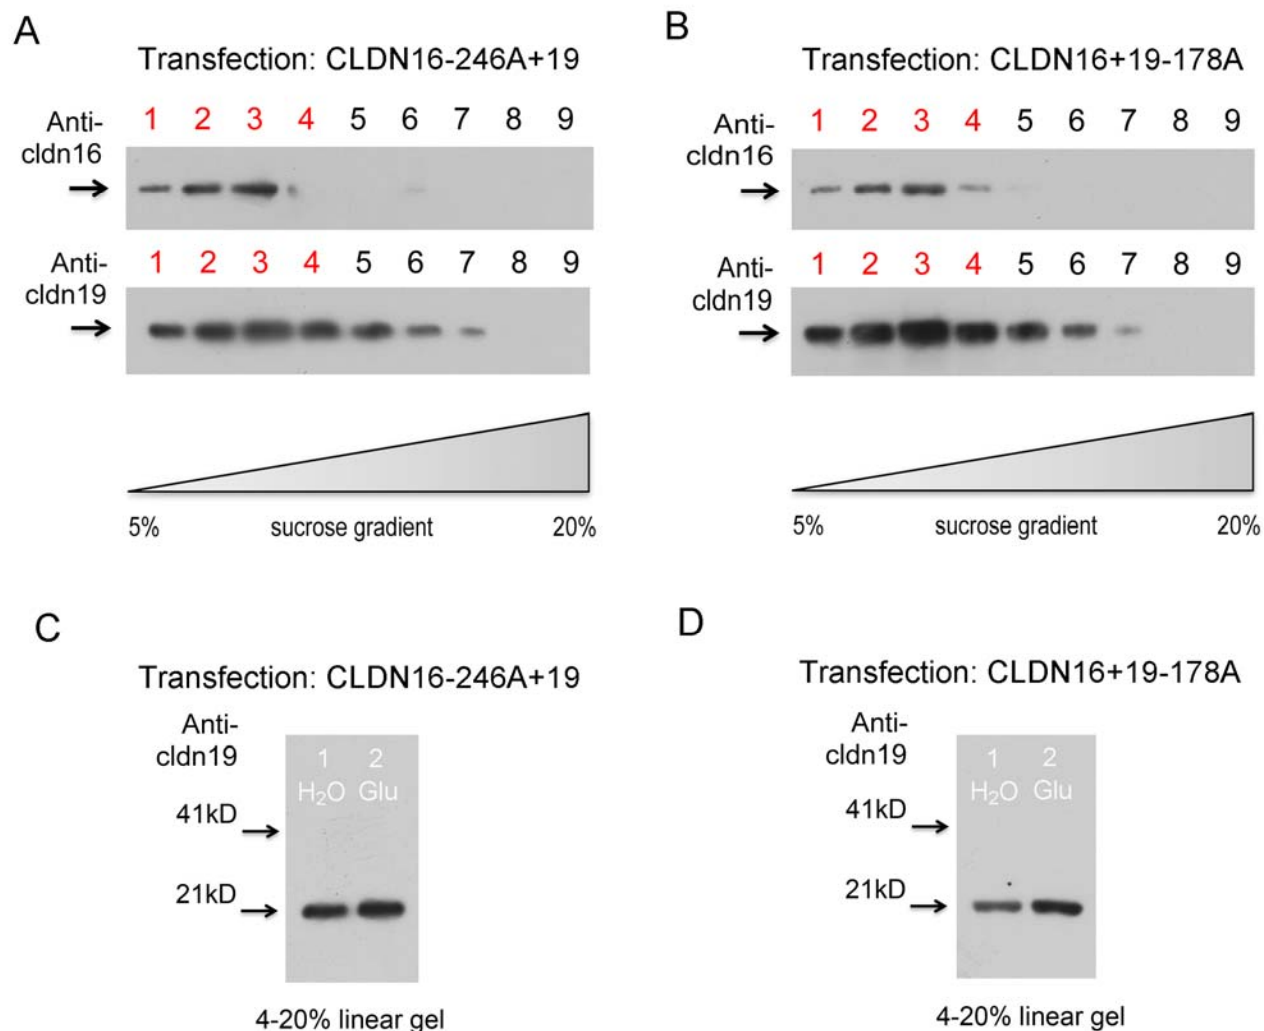 A
Transfection: CLDN16-246A+19
Anti-
cldn16
1 2 3 4 5 6 7 8 9
Anti-
cldn19
1 2 3 4 5 6 7 8 9
5% sucrose gradient 20%
B
Transfection: CLDN16+19-178A
Anti-
cldn16
1 2 3 4 5 6 7 8 9
Anti-
cldn19
1 2 3 4 5 6 7 8 9
5% sucrose gradient 20%
C
Transfection: CLDN16-246A+19
Anti-
cldn19
1 2
H₂O Glu
41kD
21kD
4-20% linear gel
D
Transfection: CLDN16+19-178A
Anti-
cldn19
1 2
H₂O Glu
41kD
21kD
4-20% linear gel